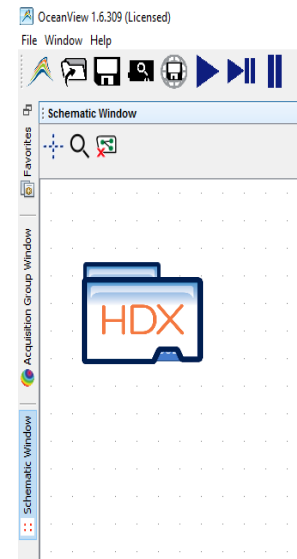 OceanView 1.6.309 (Licensed)
File Window Help
Schematic Window
Favorites
Acquisition Group Window
Schematic Window
HDX